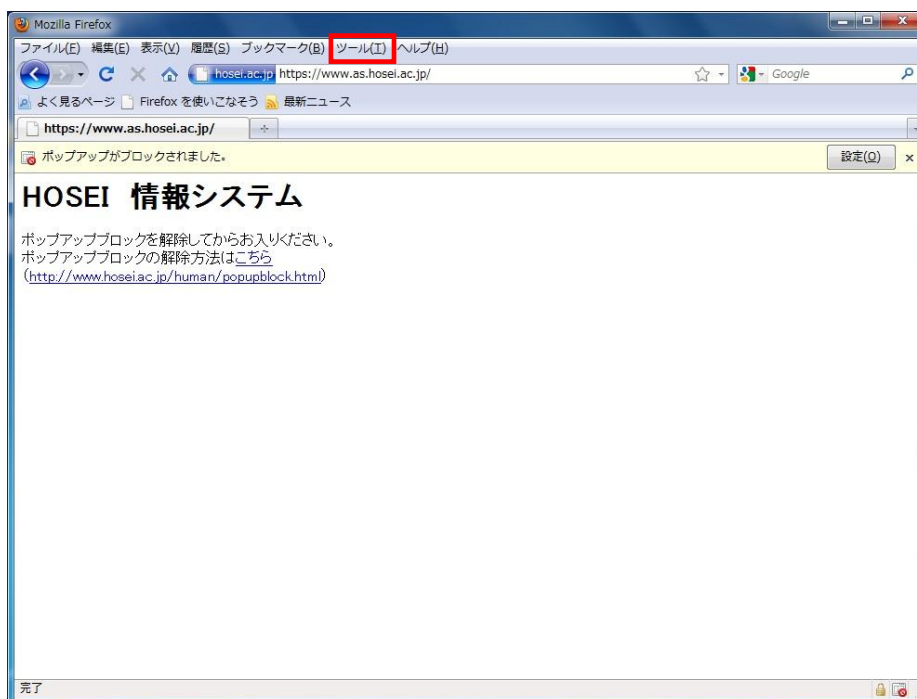 Mozilla Firefox
ファイル(F) 編集(E) 表示(V) 履歴(S) ブックマーク(B) ツール(T) ヘルプ(H)
hosei.ac.jp https://www.as.hosei.ac.jp/ Google
よく見るページ Firefox を使いこなそう 最新ニュース
https://www.as.hosei.ac.jp/
ポップアップがブロックされました。 設定(O) ×
HOSEI 情報システム
ポップアップブロックを解除してからお入りください。
ポップアップブロックの解除方法はこちら
(http://www.hosei.ac.jp/human/popupblock.html)
完了